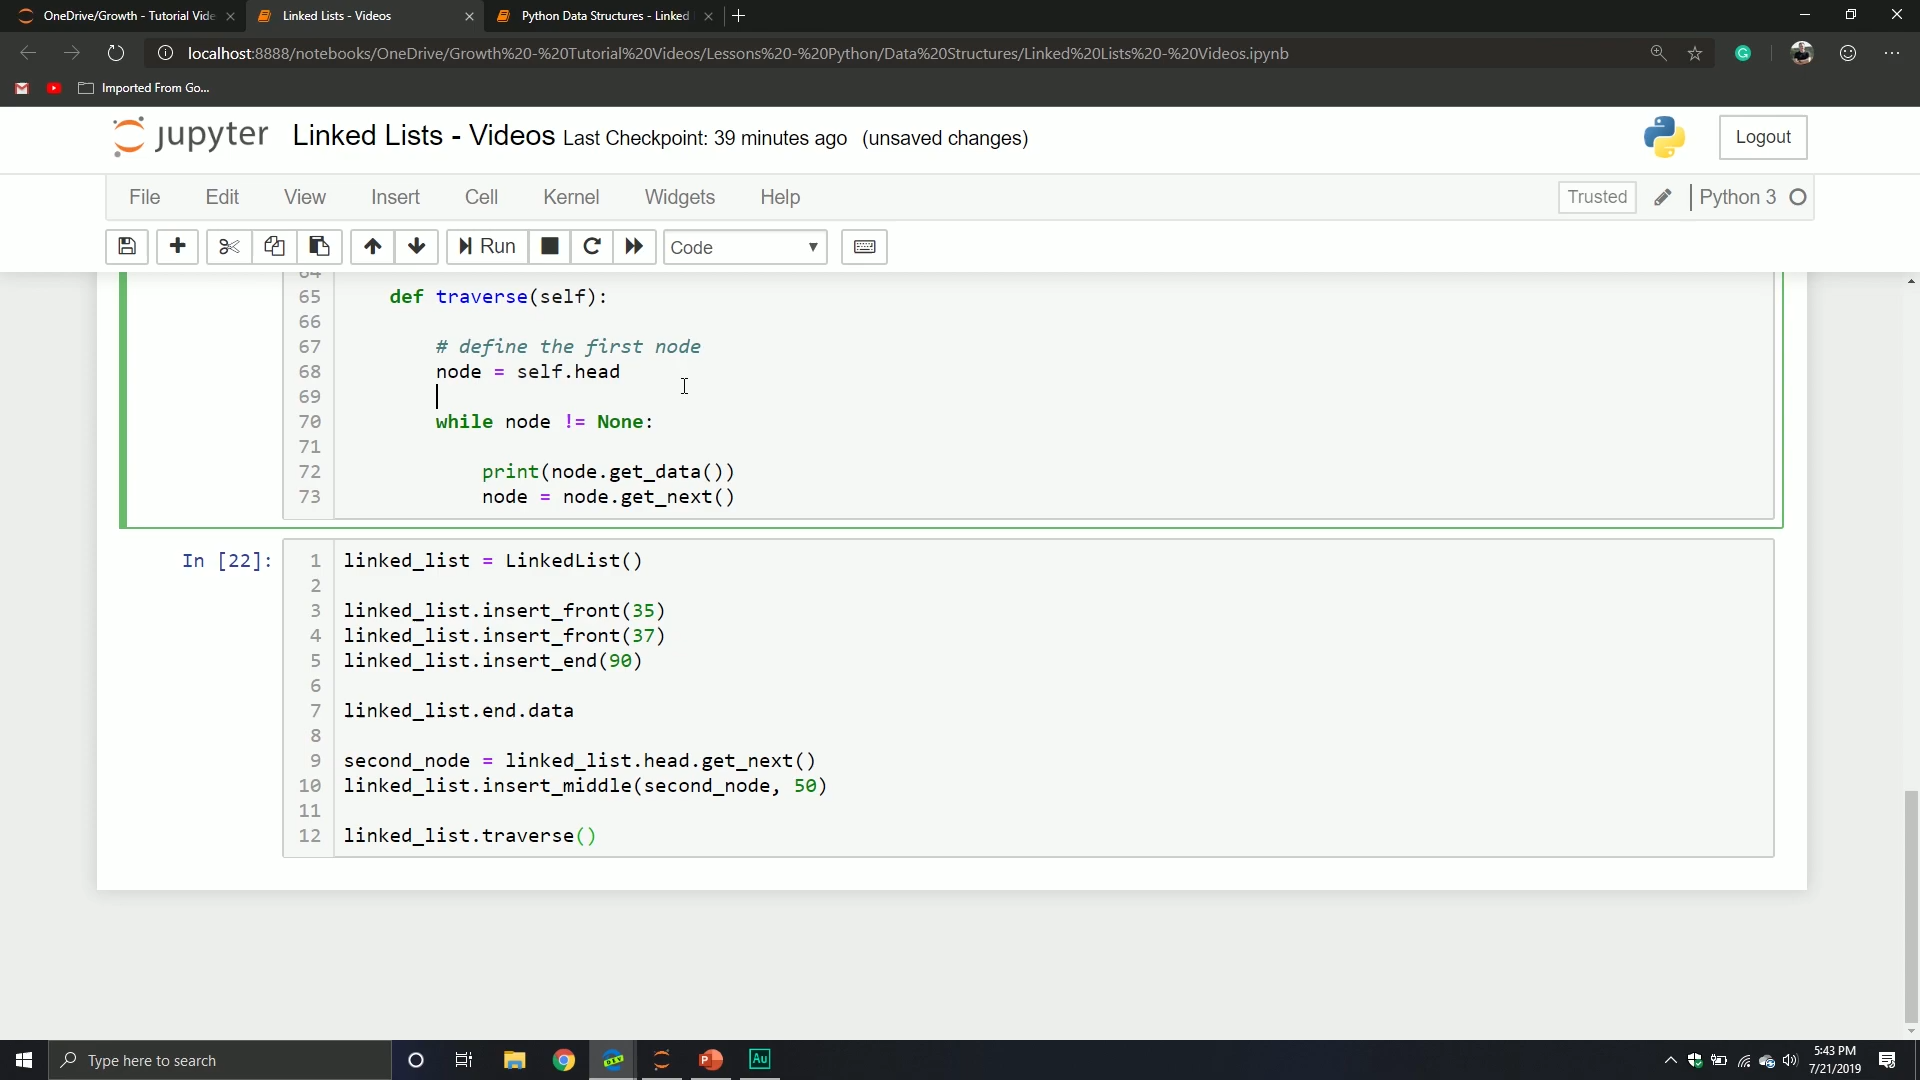 OneDrive/Growth - Tutorial Vide
Linked Lists - Videos
Python Data Structures - Linked
localhost:8888/notebooks/OneDrive/Growth%20-%20Tutorial%20Videos/Lessons%20-%20Python/Data%20Structures/Linked%20Lists%20-%20Videos.ipynb
Imported From Go...
jupyter Linked Lists - Videos Last Checkpoint: 39 minutes ago (unsaved changes)
Logout
File Edit View Insert Cell Kernel Widgets Help
Trusted Python 3
Run Code
64
65 def traverse(self):
66
67 # define the first node
68 node = self.head
69
70 while node != None:
71
72 print(node.get_data())
73 node = node.get_next()
In [22]:
1 linked_list = LinkedList()
2
3 linked_list.insert_front(35)
4 linked_list.insert_front(37)
5 linked_list.insert_end(90)
6
7 linked_list.end.data
8
9 second_node = linked_list.head.get_next()
10 linked_list.insert_middle(second_node, 50)
11
12 linked_list.traverse()
Type here to search
DEV
P
Au
5:43 PM
7/21/2019